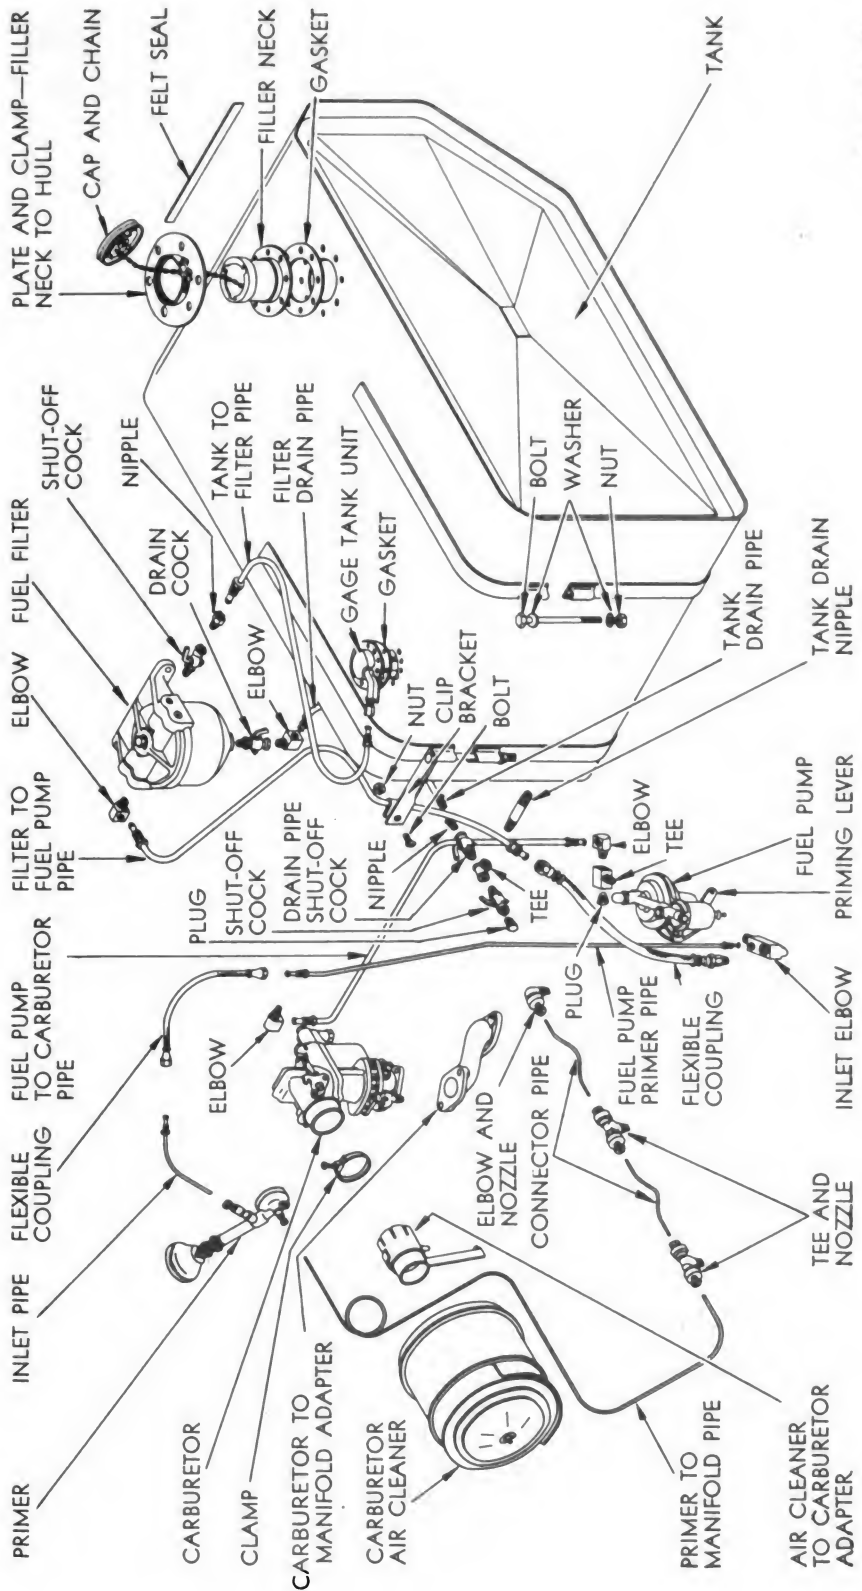 PRIMER
INLET PIPE
FLEXIBLE
COUPLING
FUEL PUMP
TO CARBURETOR
PIPE
FILTER TO
FUEL PUMP
PIPE
ELBOW
FUEL FILTER
SHUT-OFF
COCK
NIPPLE
PLATE AND CLAMP—FILLER
NECK TO HULL
CAP AND CHAIN
FELT SEAL
FILLER NECK
GASKET
TANK
DRAIN
COCK
ELBOW
TANK TO
FILTER PIPE
FILTER
DRAIN PIPE
GAGE TANK UNIT
GASKET
NUT
CLIP
BRACKET
BOLT
BOLT
WASHER
NUT
PLUG
SHUT-OFF
COCK
DRAIN PIPE
SHUT-OFF
COCK
NIPPLE
TEE
ELBOW
CARBURETOR
CLAMP
CARBURETOR TO
MANIFOLD ADAPTER
CARBURETOR
AIR CLEANER
ELBOW AND
NOZZLE
CONNECTOR PIPE
PLUG
FUEL PUMP
PRIMER PIPE
FLEXIBLE
COUPLING
ELBOW
TEE
TANK
DRAIN PIPE
TANK DRAIN
NIPPLE
FUEL PUMP
PRIMING LEVER
INLET ELBOW
TEE AND
NOZZLE
PRIMER TO
MANIFOLD PIPE
AIR CLEANER
TO CARBURETOR
ADAPTER